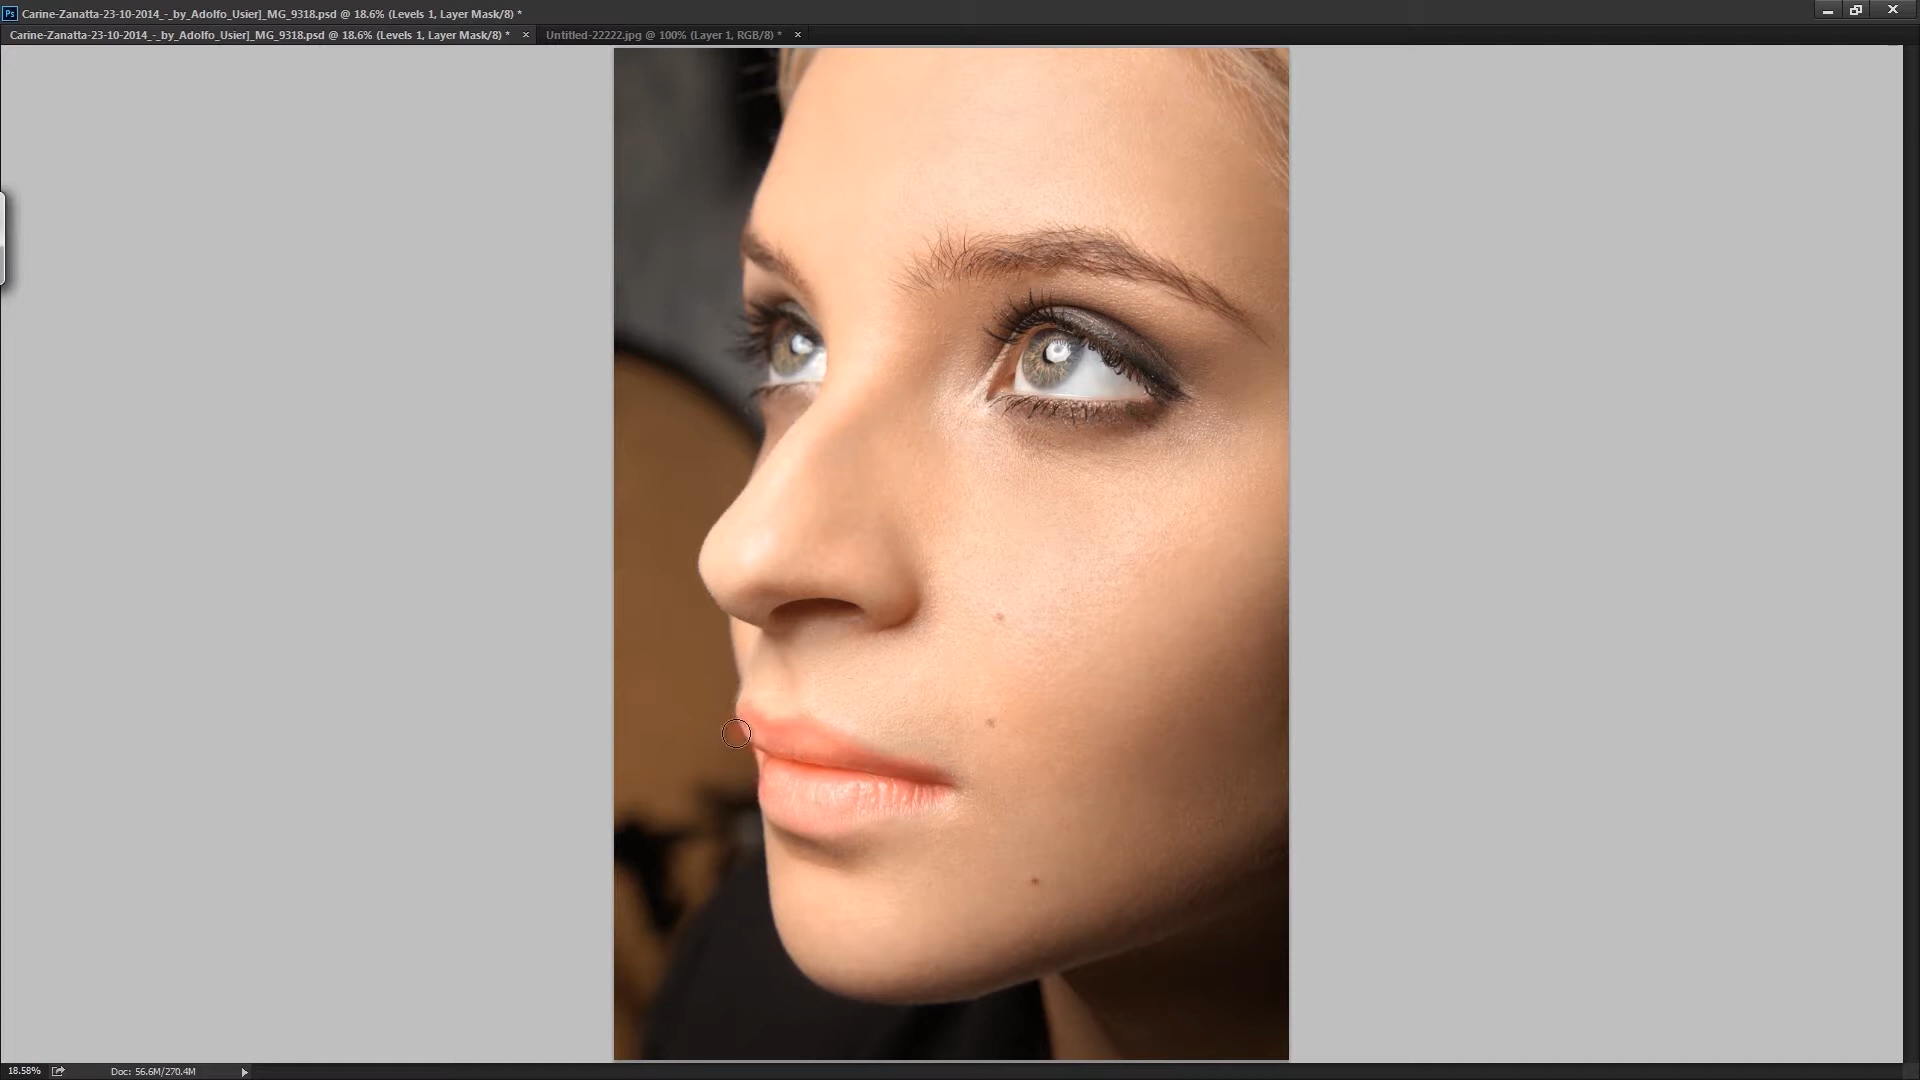 Ps Carine-Zanatta-23-10-2014_-_by_Adolfo_Usier]_MG_9318.psd @ 18.6% (Levels 1, Layer Mask/8) *
Carine-Zanatta-23-10-2014_-_by_Adolfo_Usier]_MG_9318.psd @ 18.6% (Levels 1, Layer Mask/8) * × Untitled-22222.jpg @ 100% (Layer 1, RGB/8) * ×
18.58% Doc: 56.6M/270.4M